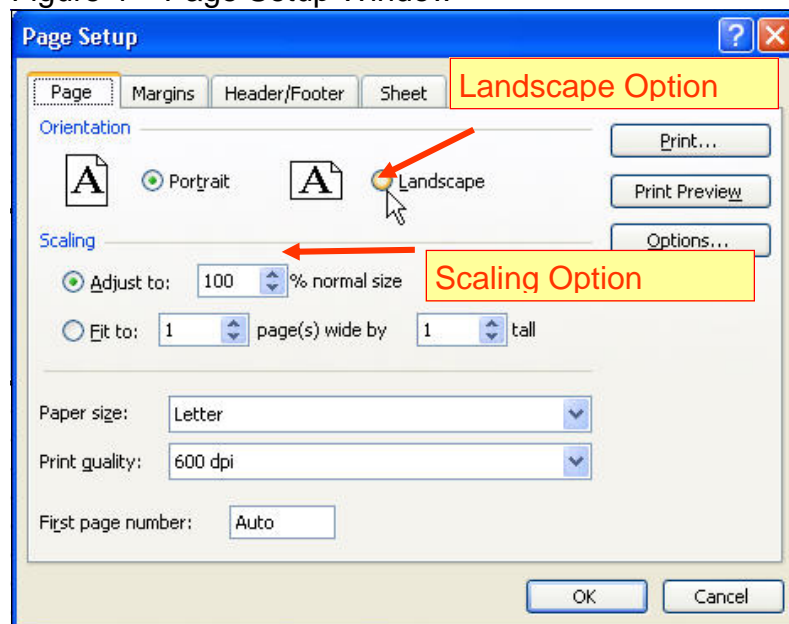 Page Setup
Page Margins Header/Footer Sheet
Landscape Option
Orientation
Print...
A Portrait A Landscape
Print Preview
Scaling
Options...
Adjust to: 100 % normal size
Scaling Option
Fit to: 1 page(s) wide by 1 tall
Paper size: Letter
Print quality: 600 dpi
First page number: Auto
OK Cancel